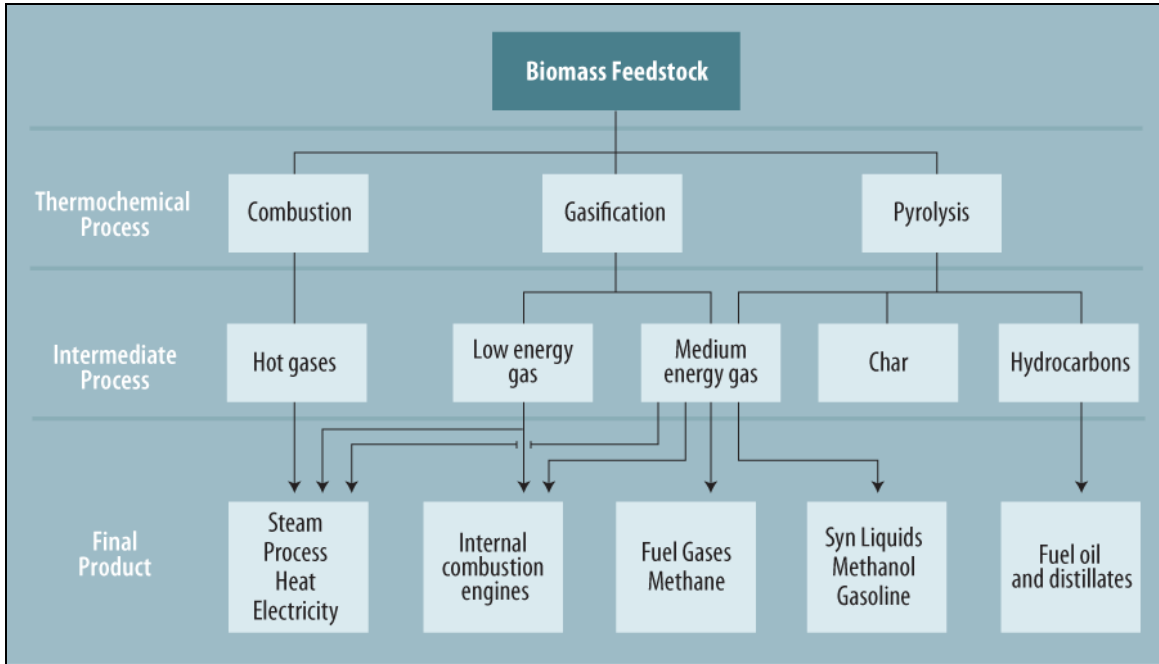 Biomass Feedstock
Thermochemical
Process
Combustion
Gasification
Pyrolysis
Intermediate
Process
Hot gases
Low energy
gas
Medium
energy gas
Char
Hydrocarbons
Final
Product
Steam
Process
Heat
Electricity
Internal
combustion
engines
Fuel Gases
Methane
Syn Liquids
Methanol
Gasoline
Fuel oil
and distillates